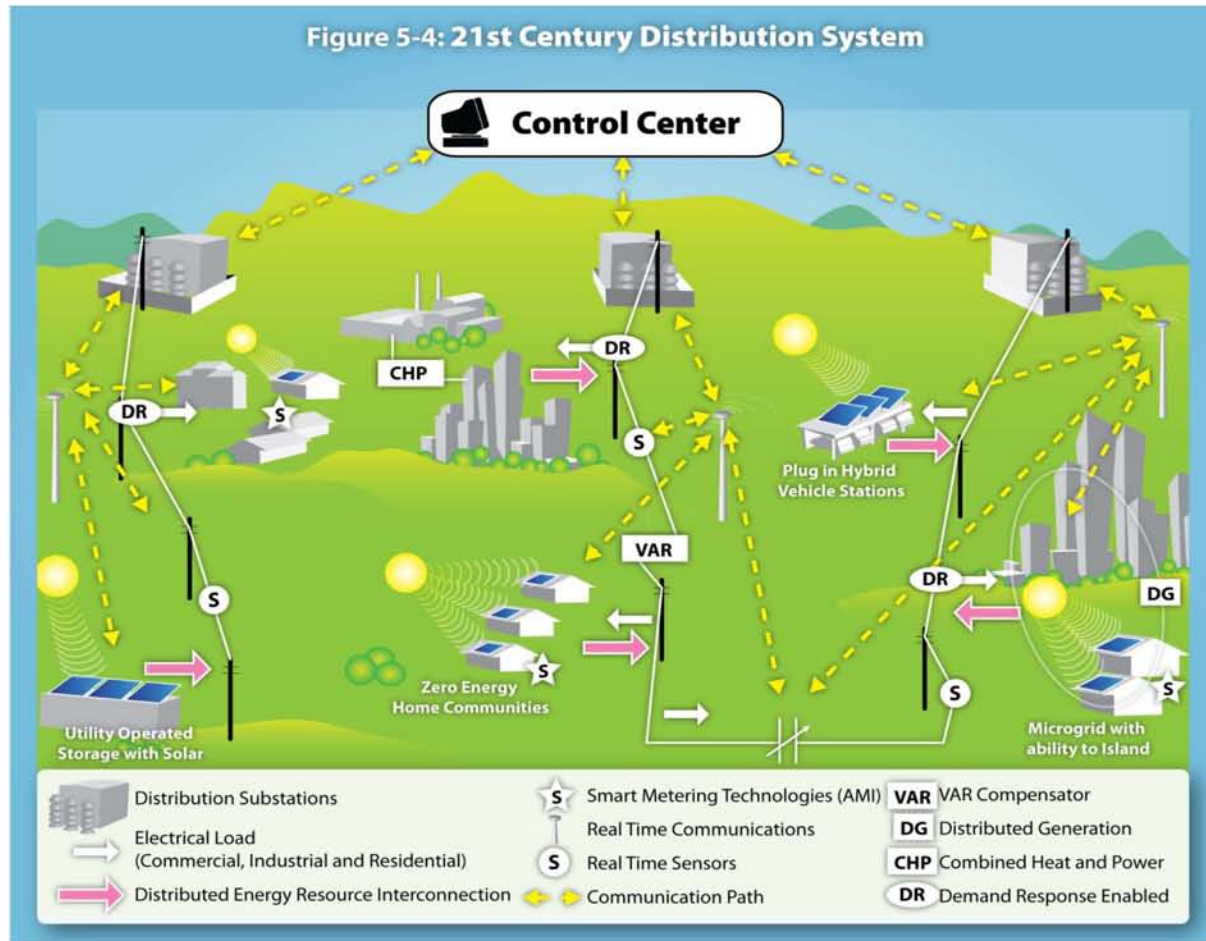 Figure 5-4: 21st Century Distribution System
Control Center
DR
CHP
DR
S
DR
S
S
Plug in Hybrid
Vehicle Stations
VAR
DR
DG
S
S
Zero Energy
Home Communities
S
S
Utility Operated
Storage with Solar
Microgrid with
ability to Island
Distribution Substations
Electrical Load
(Commercial, Industrial and Residential)
Distributed Energy Resource Interconnection
S Smart Metering Technologies (AMI)
Real Time Communications
S Real Time Sensors
Communication Path
VAR VAR Compensator
DG Distributed Generation
CHP Combined Heat and Power
DR Demand Response Enabled